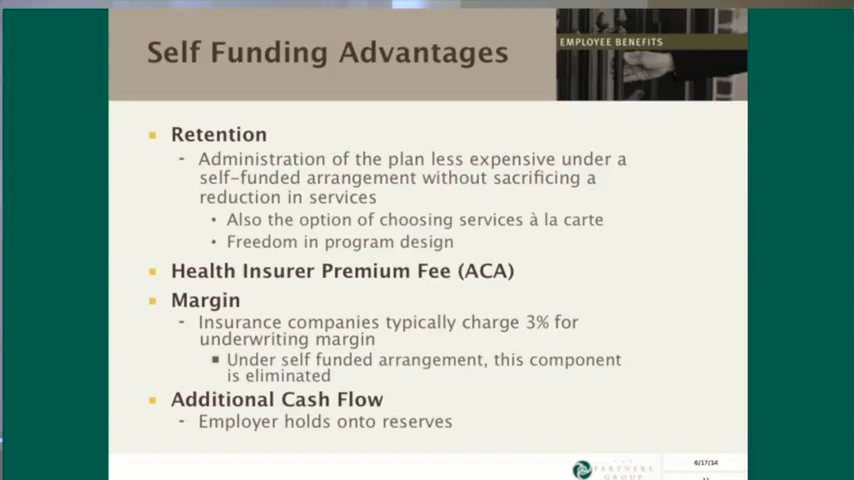 EMPLOYEE BENEFITS
Self Funding Advantages
Retention
- Administration of the plan less expensive under a
self-funded arrangement without sacrificing a
reduction in services
• Also the option of choosing services à la carte
• Freedom in program design
Health Insurer Premium Fee (ACA)
Margin
- Insurance companies typically charge 3% for
underwriting margin
Under self funded arrangement, this component
is eliminated
Additional Cash Flow
- Employer holds onto reserves
PARTNERS
GROUP
6/17/14